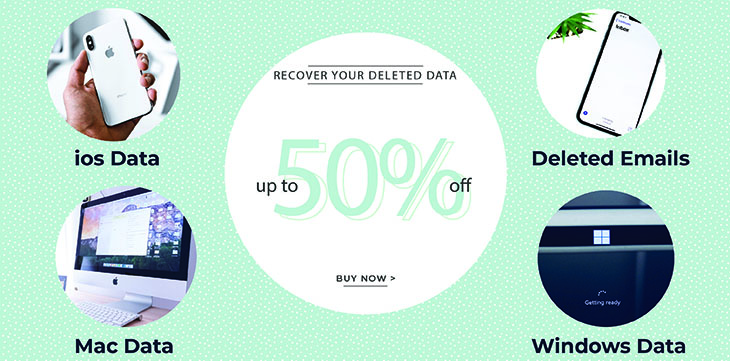 RECOVER YOUR DELETED DATA
up to 50% off
BUY NOW >
ios Data
Deleted Emails
Inbox
Mac Data
Windows Data
Getting ready